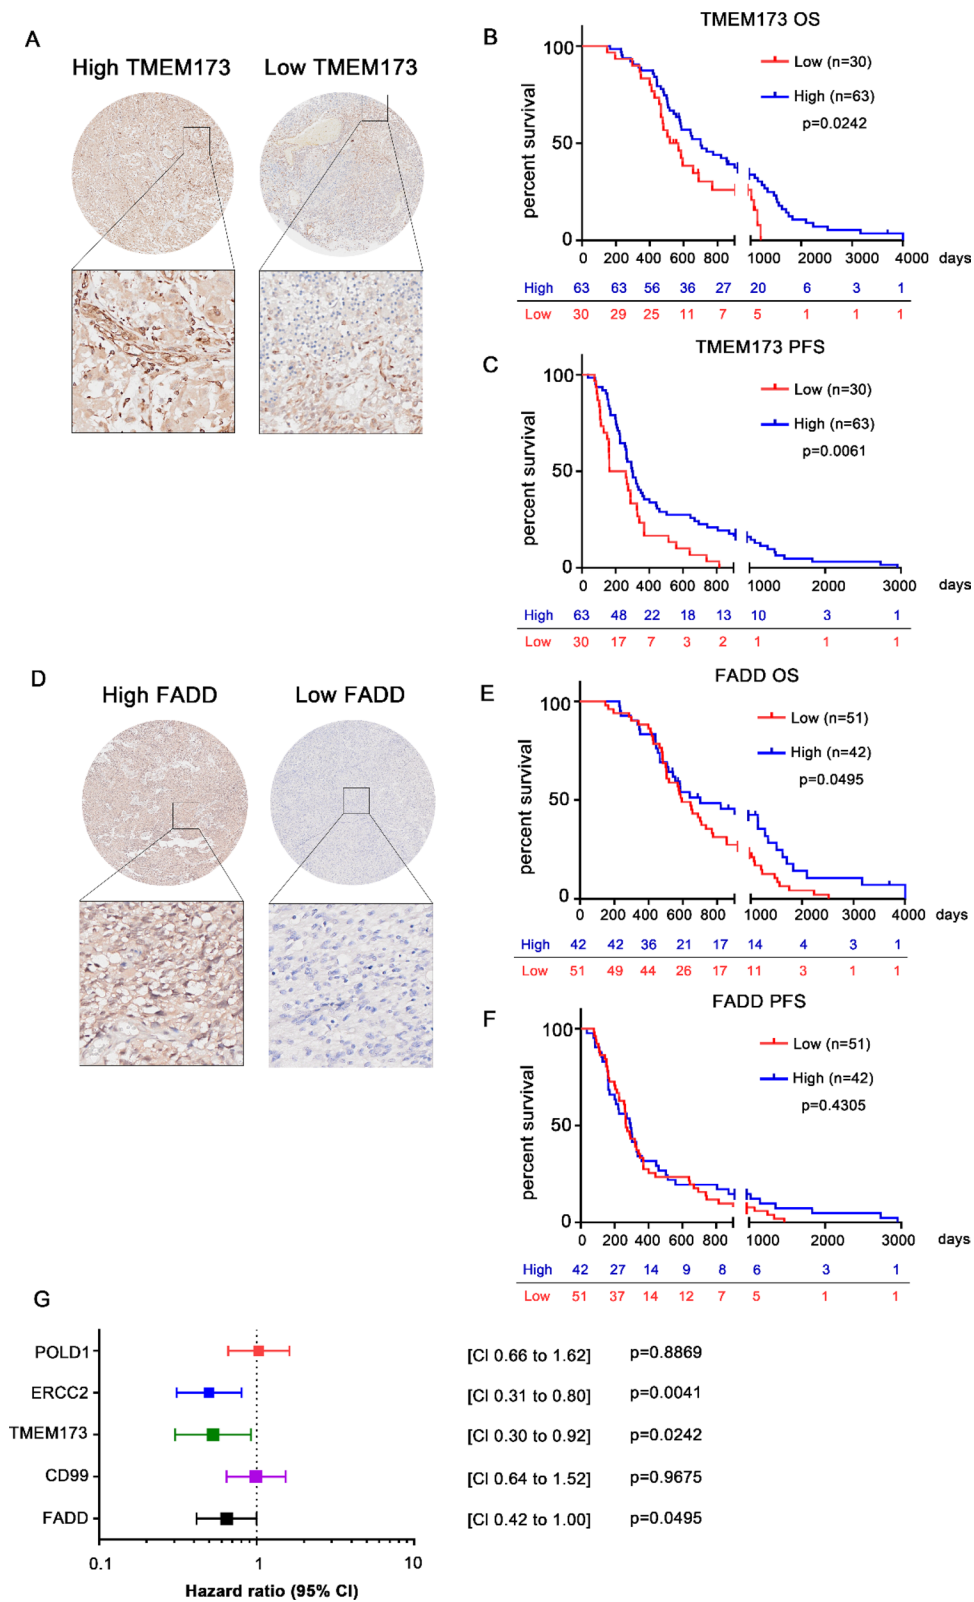 A
High TMEM173 Low TMEM173
B
TMEM173 OS
percent survival
100
50
0
Low (n=30)
High (n=63)
p=0.0242
0 200 400 600 800 1000 2000 3000 4000 days
High 63 63 56 36 27 20 6 3 1
Low 30 29 25 11 7 5 1 1 1
C
TMEM173 PFS
percent survival
100
50
0
Low (n=30)
High (n=63)
p=0.0061
0 200 400 600 800 1000 2000 3000 days
High 63 48 22 18 13 10 3 1
Low 30 17 7 3 2 1 1 1
D
High FADD Low FADD
E
FADD OS
percent survival
100
50
0
Low (n=51)
High (n=42)
p=0.0495
0 200 400 600 800 1000 2000 3000 4000 days
High 42 42 36 21 17 14 4 3 1
Low 51 49 44 26 17 11 3 1 1
F
FADD PFS
percent survival
100
50
0
Low (n=51)
High (n=42)
p=0.4305
0 200 400 600 800 1000 2000 3000 days
High 42 27 14 9 8 6 3 1
Low 51 37 14 12 7 5 1 1
G
POLD1 [CI 0.66 to 1.62] p=0.8869
ERCC2 [CI 0.31 to 0.80] p=0.0041
TMEM173 [CI 0.30 to 0.92] p=0.0242
CD99 [CI 0.64 to 1.52] p=0.9675
FADD [CI 0.42 to 1.00] p=0.0495
0.1 1 10
Hazard ratio (95% CI)